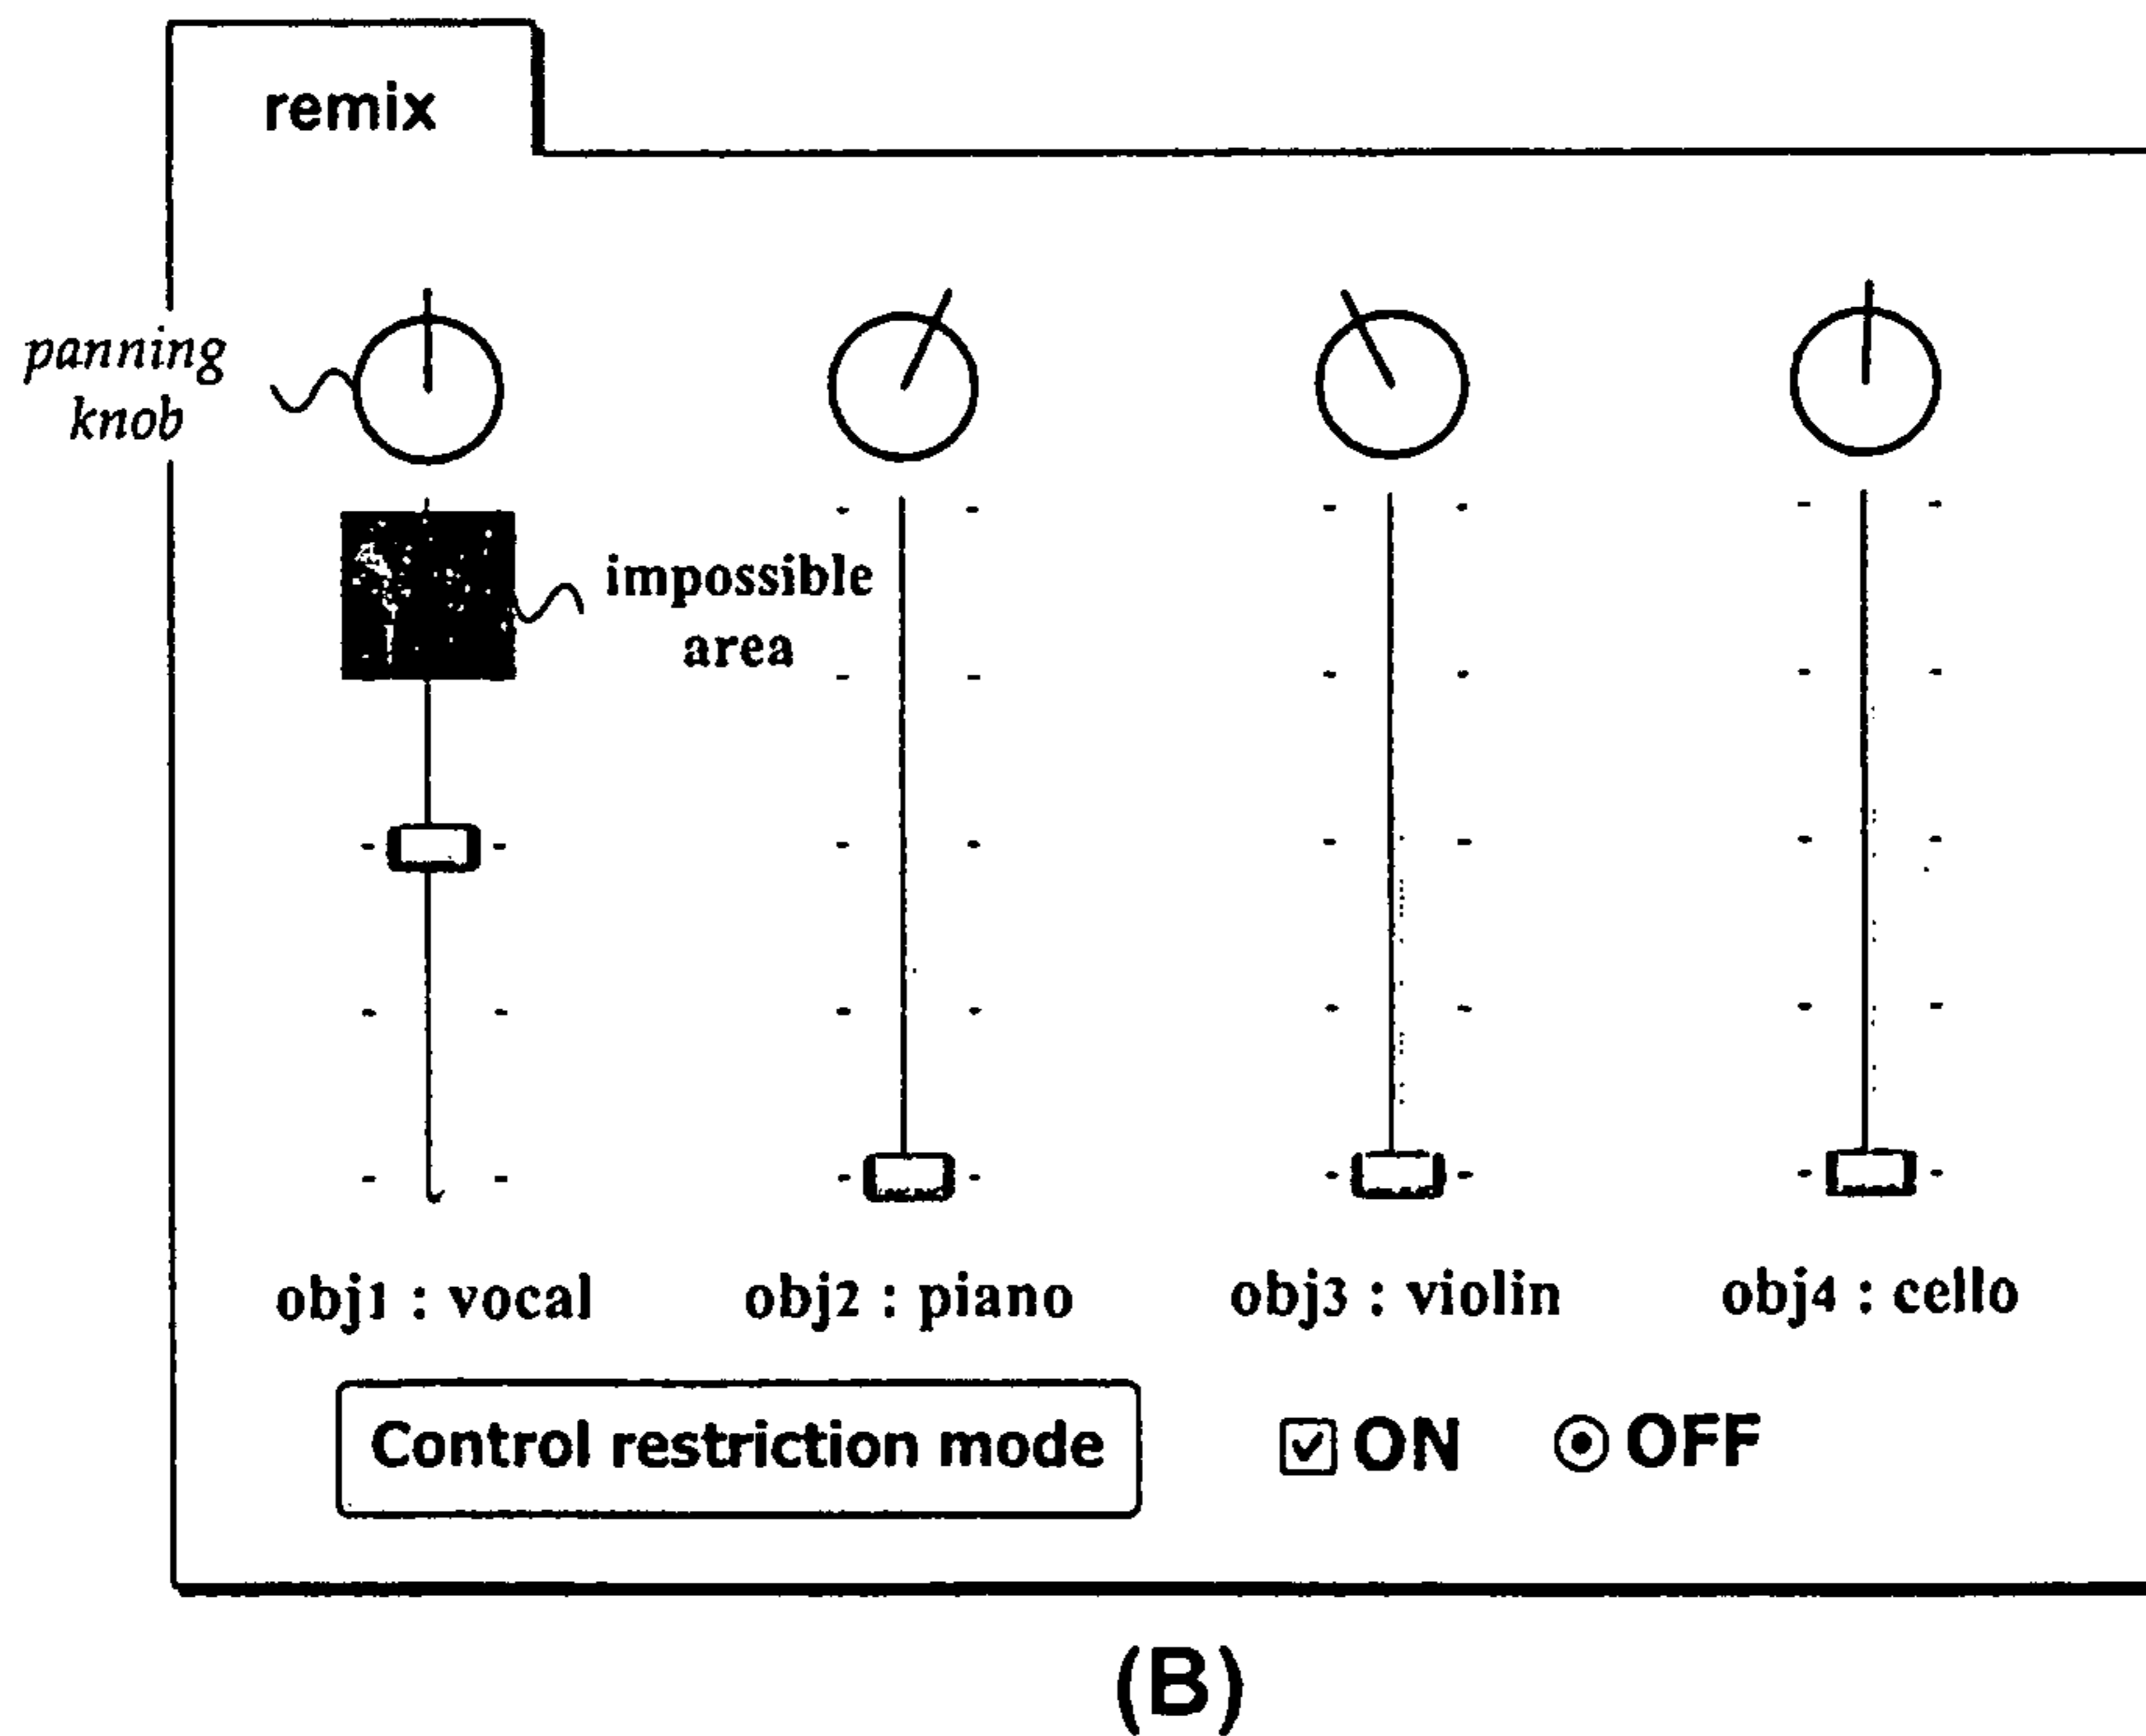 remix
panning
knob
impossible
area
obj1 : vocal
obj2 : piano
obj3 : violin
obj4 : cello
Control restriction mode
ON
OFF
(B)